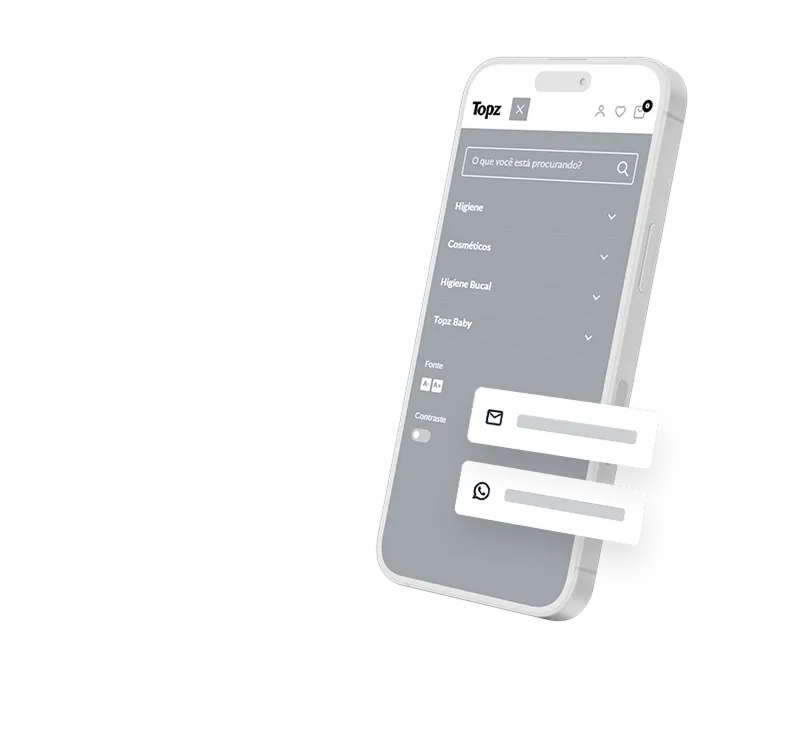 Topz
0
O que você está procurando?
Higiene
Cosméticos
Higiene Bucal
Topz Baby
Fonte
A- A+
Contraste